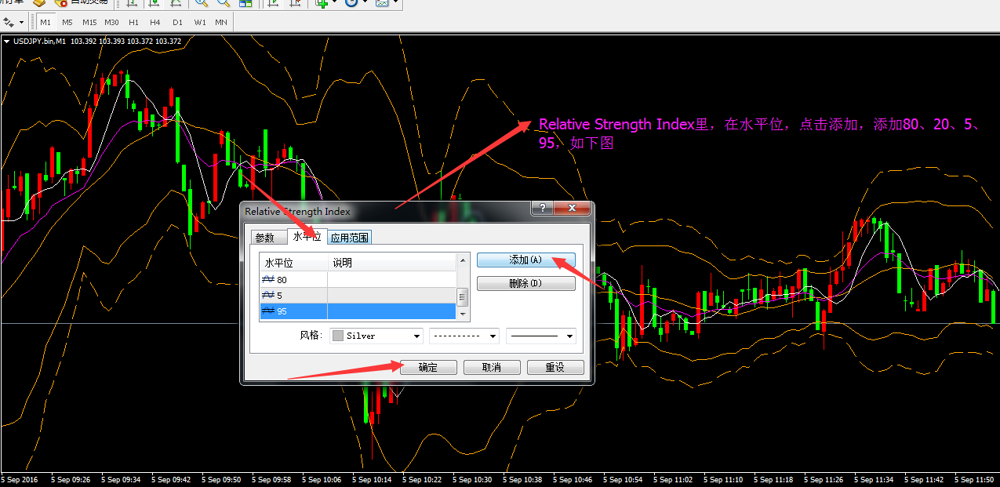 自动交易
M1 M5 M15 M30 H1 H4 D1 W1 MN
USDJPY.bin,M1 103.392 103.393 103.372 103.372
Relative Strength Index里，在水平位，点击添加，添加80、20、5、
95，如下图
Relative Strength Index
参数 水平位 应用范围
水平位 说明
添加(A)
80
删除(D)
5
95
风格: Silver
确定 取消 重设
5 Sep 2016 5 Sep 09:26 5 Sep 09:34 5 Sep 09:42 5 Sep 09:50 5 Sep 09:58 5 Sep 10:06 5 Sep 10:14 5 Sep 10:22 5 Sep 10:30 5 Sep 10:38 5 Sep 10:46 5 Sep 10:54 5 Sep 11:02 5 Sep 11:10 5 Sep 11:18 5 Sep 11:26 5 Sep 11:34 5 Sep 11:42 5 Sep 11:50